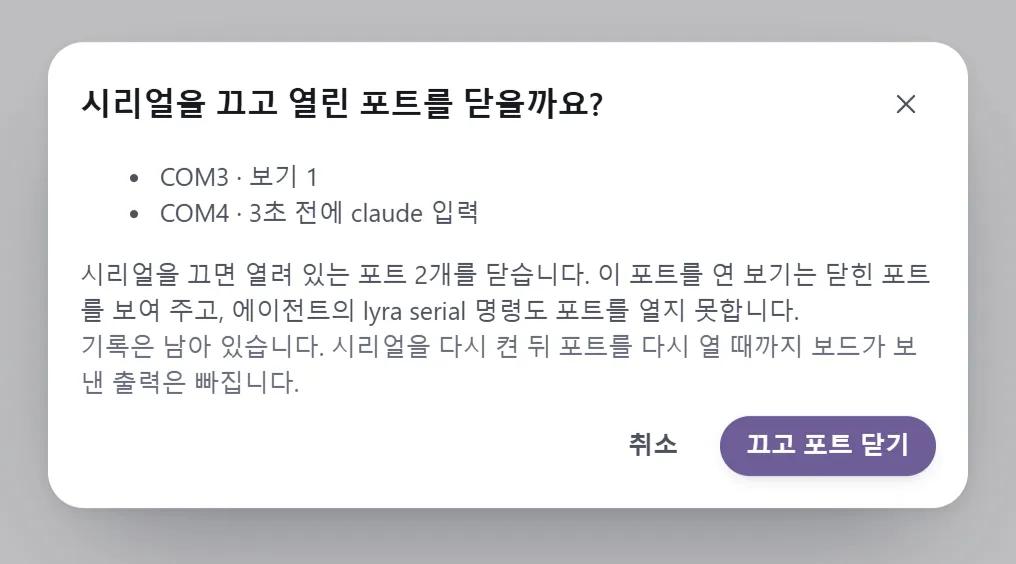 시리얼을 끄고 열린 포트를 닫을까요?
• COM3 · 보기 1
• COM4 · 3초 전에 claude 입력
시리얼을 끄면 열려 있는 포트 2개를 닫습니다. 이 포트를 연 보기는 닫힌 포트
를 보여 주고, 에이전트의 lyra serial 명령도 포트를 열지 못합니다.
기록은 남아 있습니다. 시리얼을 다시 켠 뒤 포트를 다시 열 때까지 보드가 보
낸 출력은 빠집니다.
취소
끄고 포트 닫기